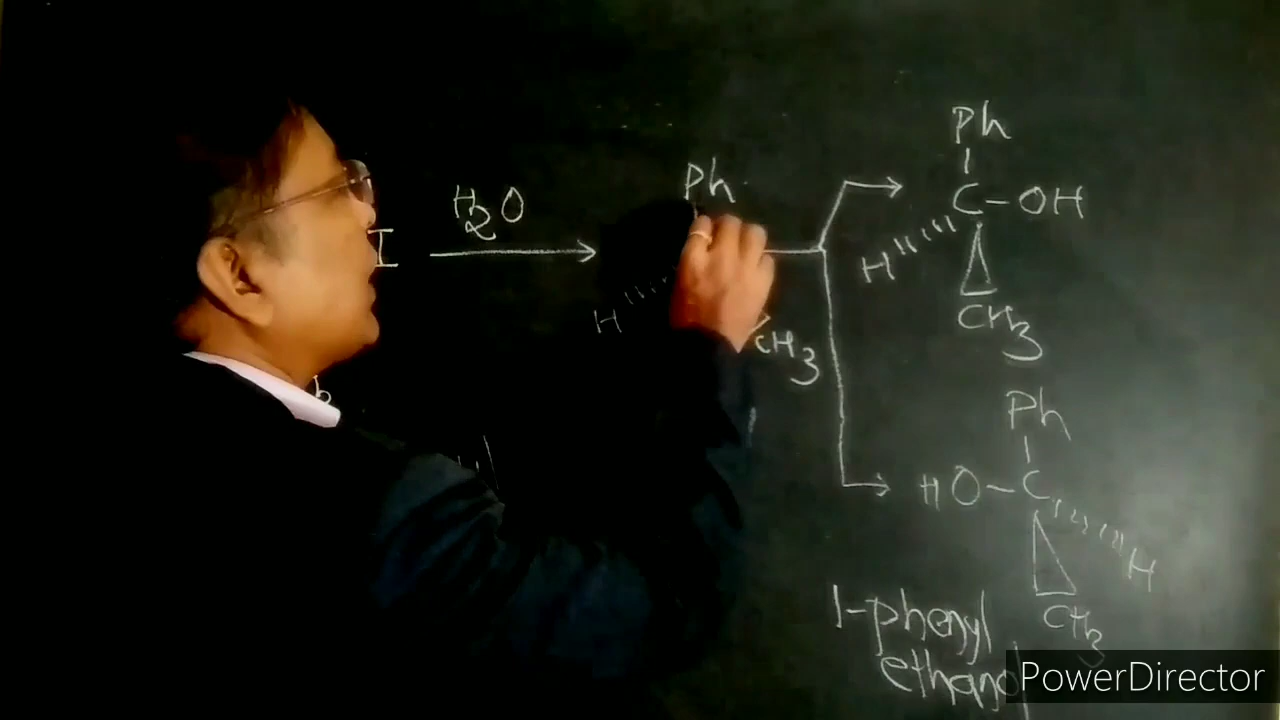 I
H2O
Ph
H
CH3
Ph
C-OH
H
CH3
Ph
HO-C
H
CH3
1-phenyl
ethanol
PowerDirector